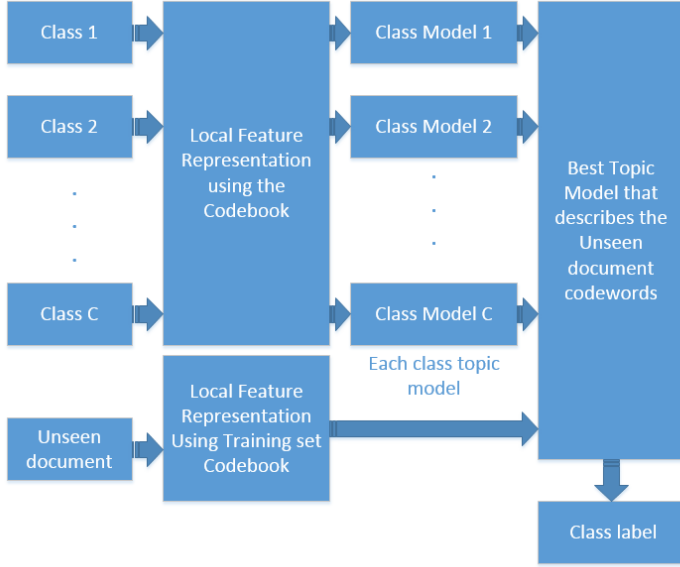 Class 1
Class 2
.
.
.
Class C
Unseen
document
Local Feature
Representation
using the
Codebook
Local Feature
Representation
Using Training set
Codebook
Class Model 1
Class Model 2
.
.
.
Class Model C
Each class topic
model
Best Topic
Model that
describes the
Unseen
document
codewords
Class label